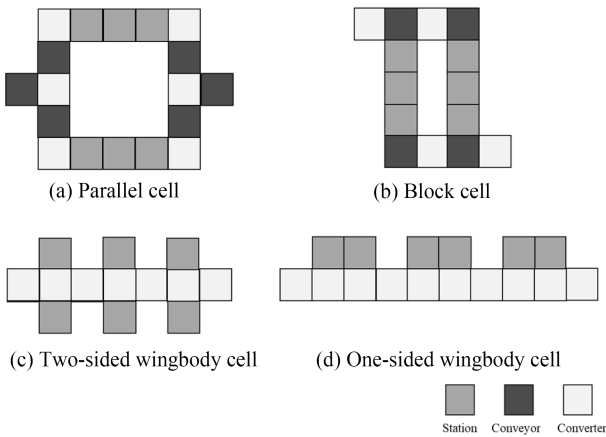 (a) Parallel cell
(b) Block cell
(c) Two-sided wingbody cell
(d) One-sided wingbody cell
Station Conveyor Converter